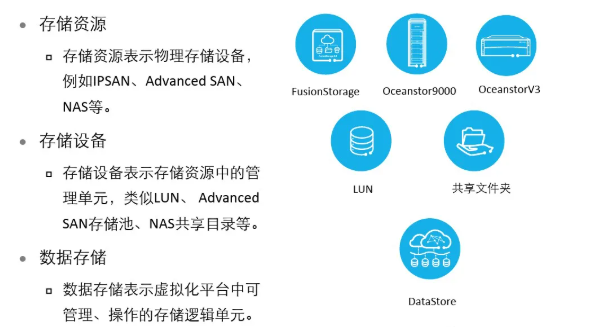 存储资源
存储资源表示物理存储设备，
例如IPSAN、Advanced SAN、
NAS等。
存储设备
存储设备表示存储资源中的管
理单元，类似LUN、 Advanced
SAN存储池、NAS共享目录等。
数据存储
数据存储表示虚拟化平台中可
管理、操作的存储逻辑单元。
FusionStorage
Oceanstor9000
OceanstorV3
LUN
共享文件夹
DataStore